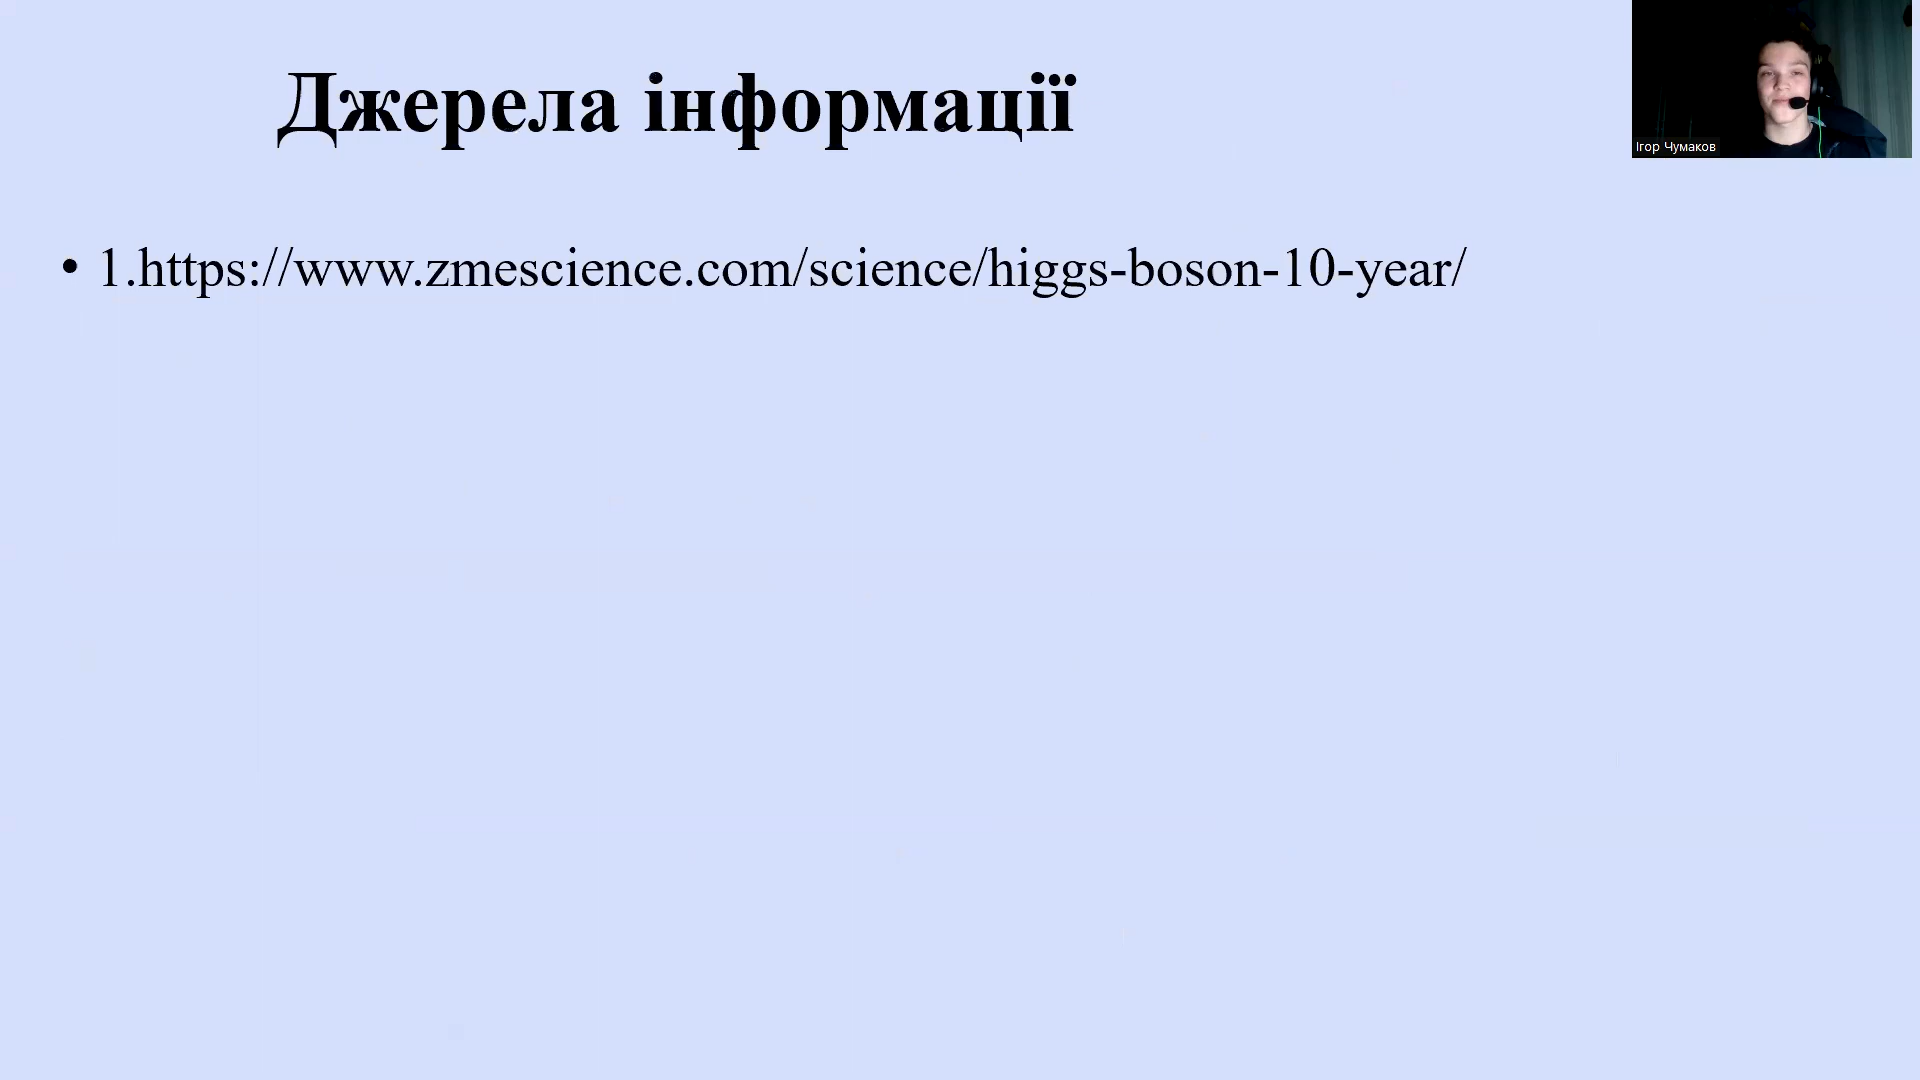 Джерела інформації
Ігор Чумаков
• 1.https://www.zmescience.com/science/higgs-boson-10-year/